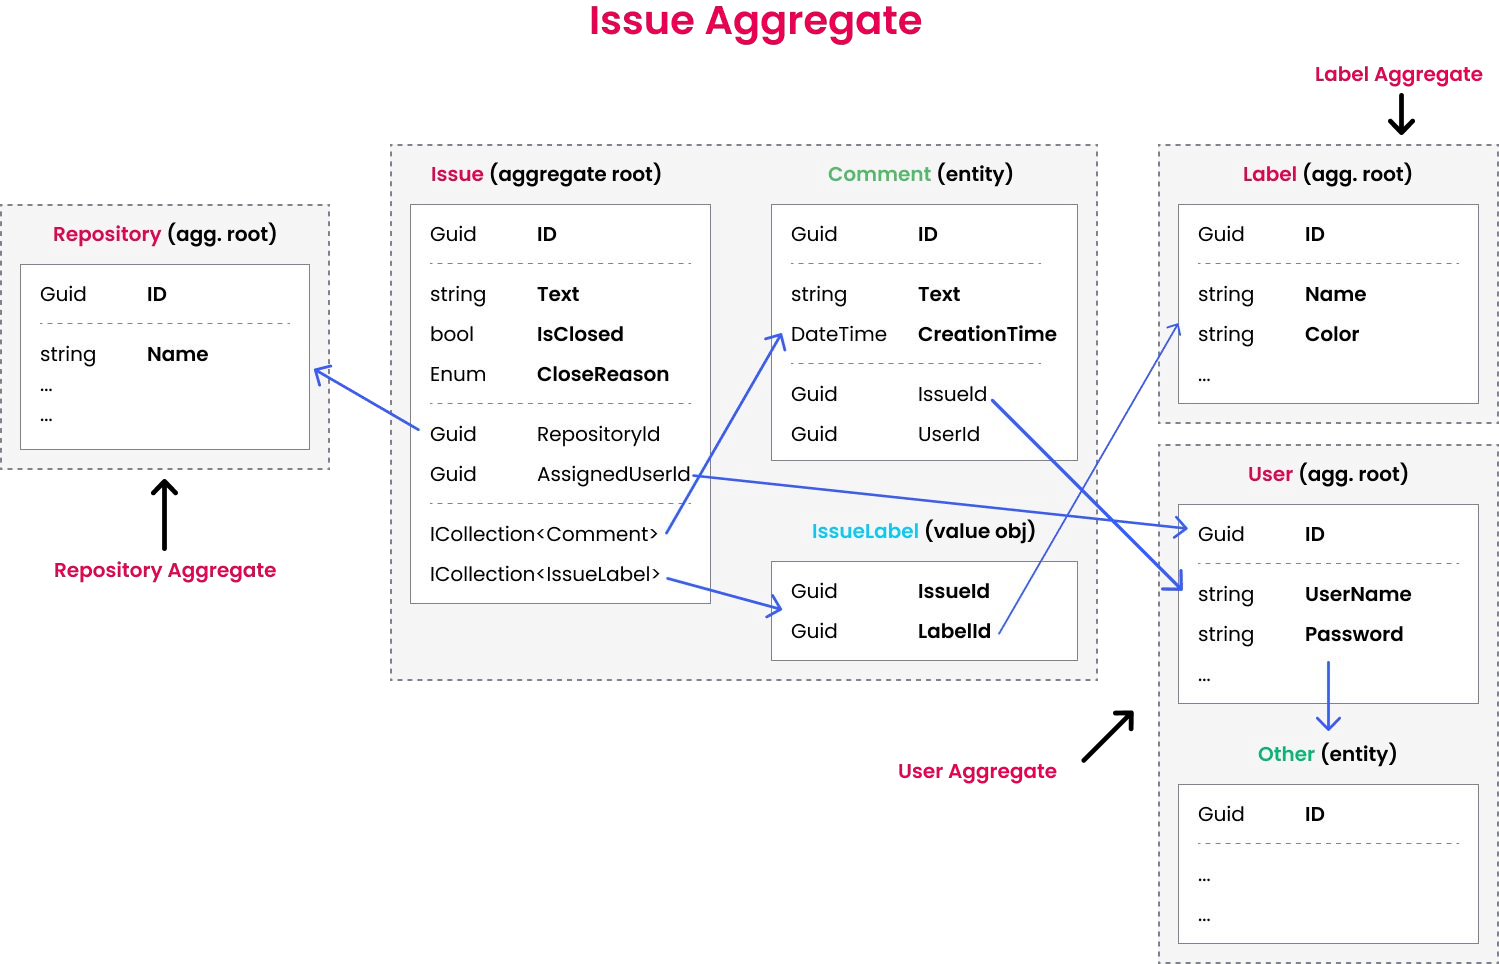 Issue Aggregate
Label Aggregate
Repository (agg. root)
Guid ID
string Name
...
...
Repository Aggregate
Issue (aggregate root)
Guid ID
string Text
bool IsClosed
Enum CloseReason
Guid RepositoryId
Guid AssignedUserId
ICollection<Comment>
ICollection<IssueLabel>
Comment (entity)
Guid ID
string Text
DateTime CreationTime
Guid IssueId
Guid UserId
IssueLabel (value obj)
Guid IssueId
Guid LabelId
Label (agg. root)
Guid ID
string Name
string Color
...
User (agg. root)
Guid ID
string UserName
string Password
...
User Aggregate
Other (entity)
Guid ID
...
...